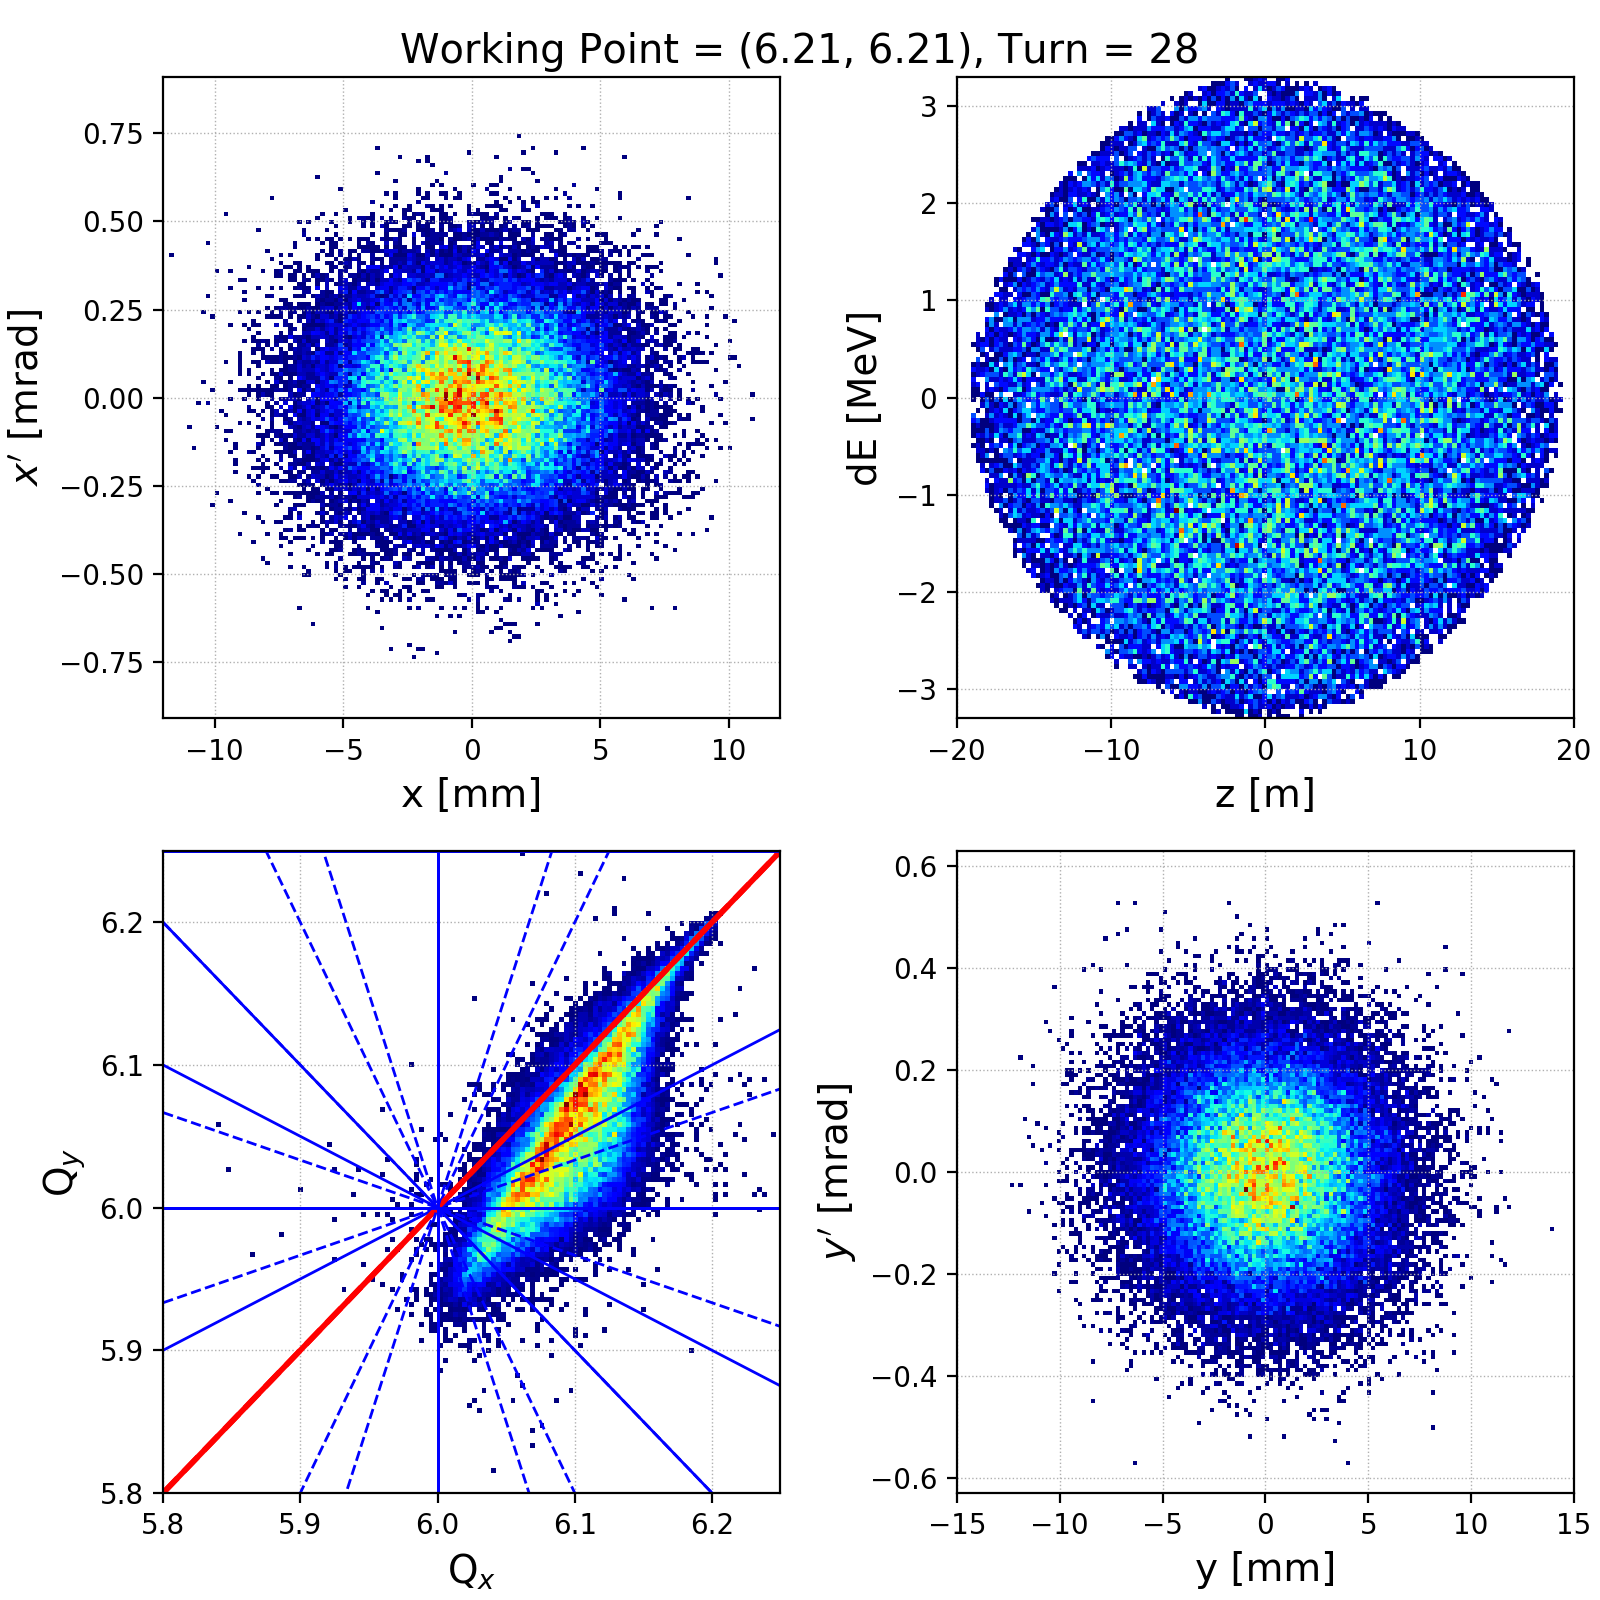 Working Point = (6.21, 6.21), Turn = 28
0.75
0.50
0.25
0.00
−0.25
−0.50
−0.75
x′ [mrad]
−10 −5 0 5 10
x [mm]
3
2
1
0
−1
−2
−3
dE [MeV]
−20 −10 0 10 20
z [m]
6.2
6.1
6.0
5.9
5.8
Qy
5.8 5.9 6.0 6.1 6.2
Qx
0.6
0.4
0.2
0.0
−0.2
−0.4
−0.6
y′ [mrad]
−15 −10 −5 0 5 10 15
y [mm]